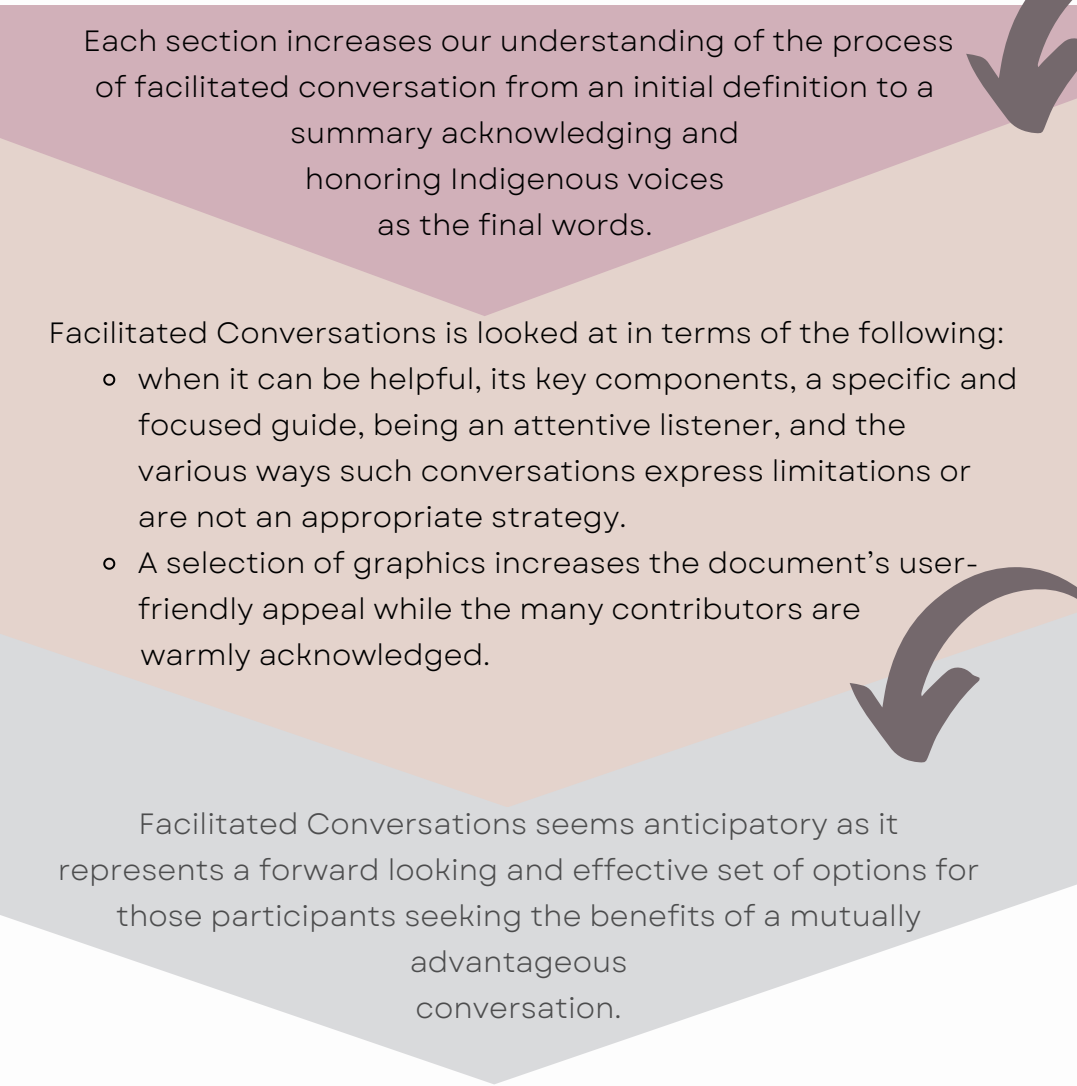 Each section increases our understanding of the process
of facilitated conversation from an initial definition to a
summary acknowledging and
honoring Indigenous voices
as the final words.
Facilitated Conversations is looked at in terms of the following:
when it can be helpful, its key components, a specific and
focused guide, being an attentive listener, and the
various ways such conversations express limitations or
are not an appropriate strategy.
A selection of graphics increases the document’s user-
friendly appeal while the many contributors are
warmly acknowledged.
Facilitated Conversations seems anticipatory as it
represents a forward looking and effective set of options for
those participants seeking the benefits of a mutually
advantageous
conversation.